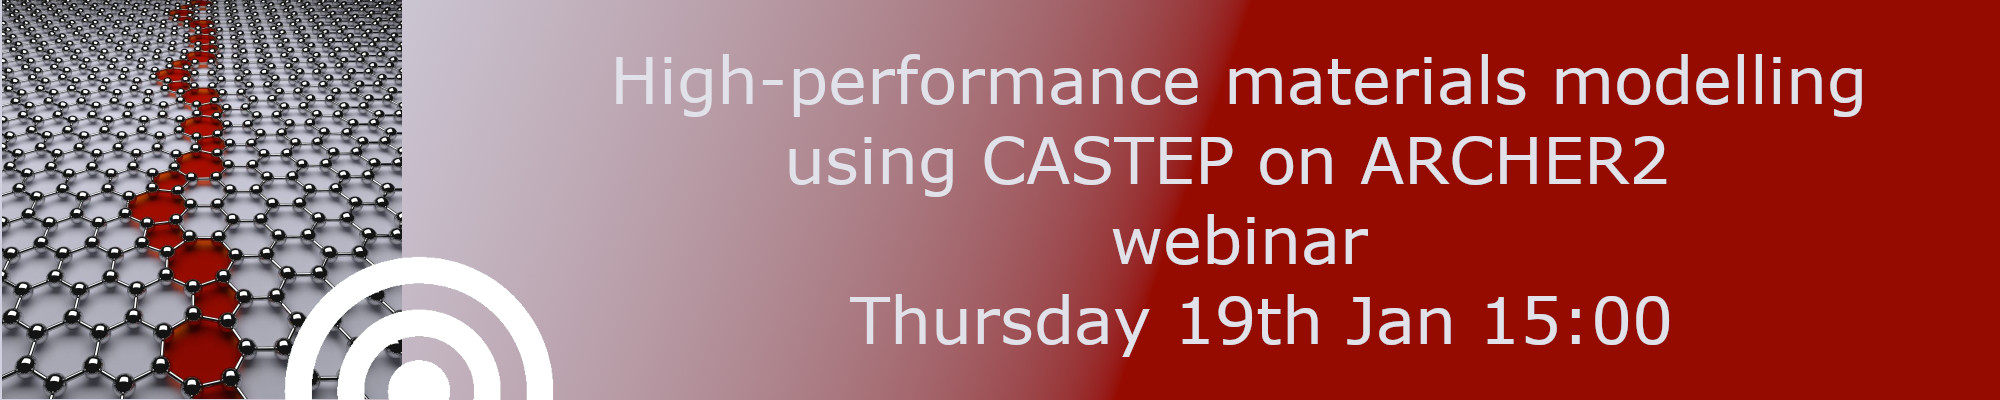 High-performance materials modelling
using CASTEP on ARCHER2
webinar
Thursday 19th Jan 15:00